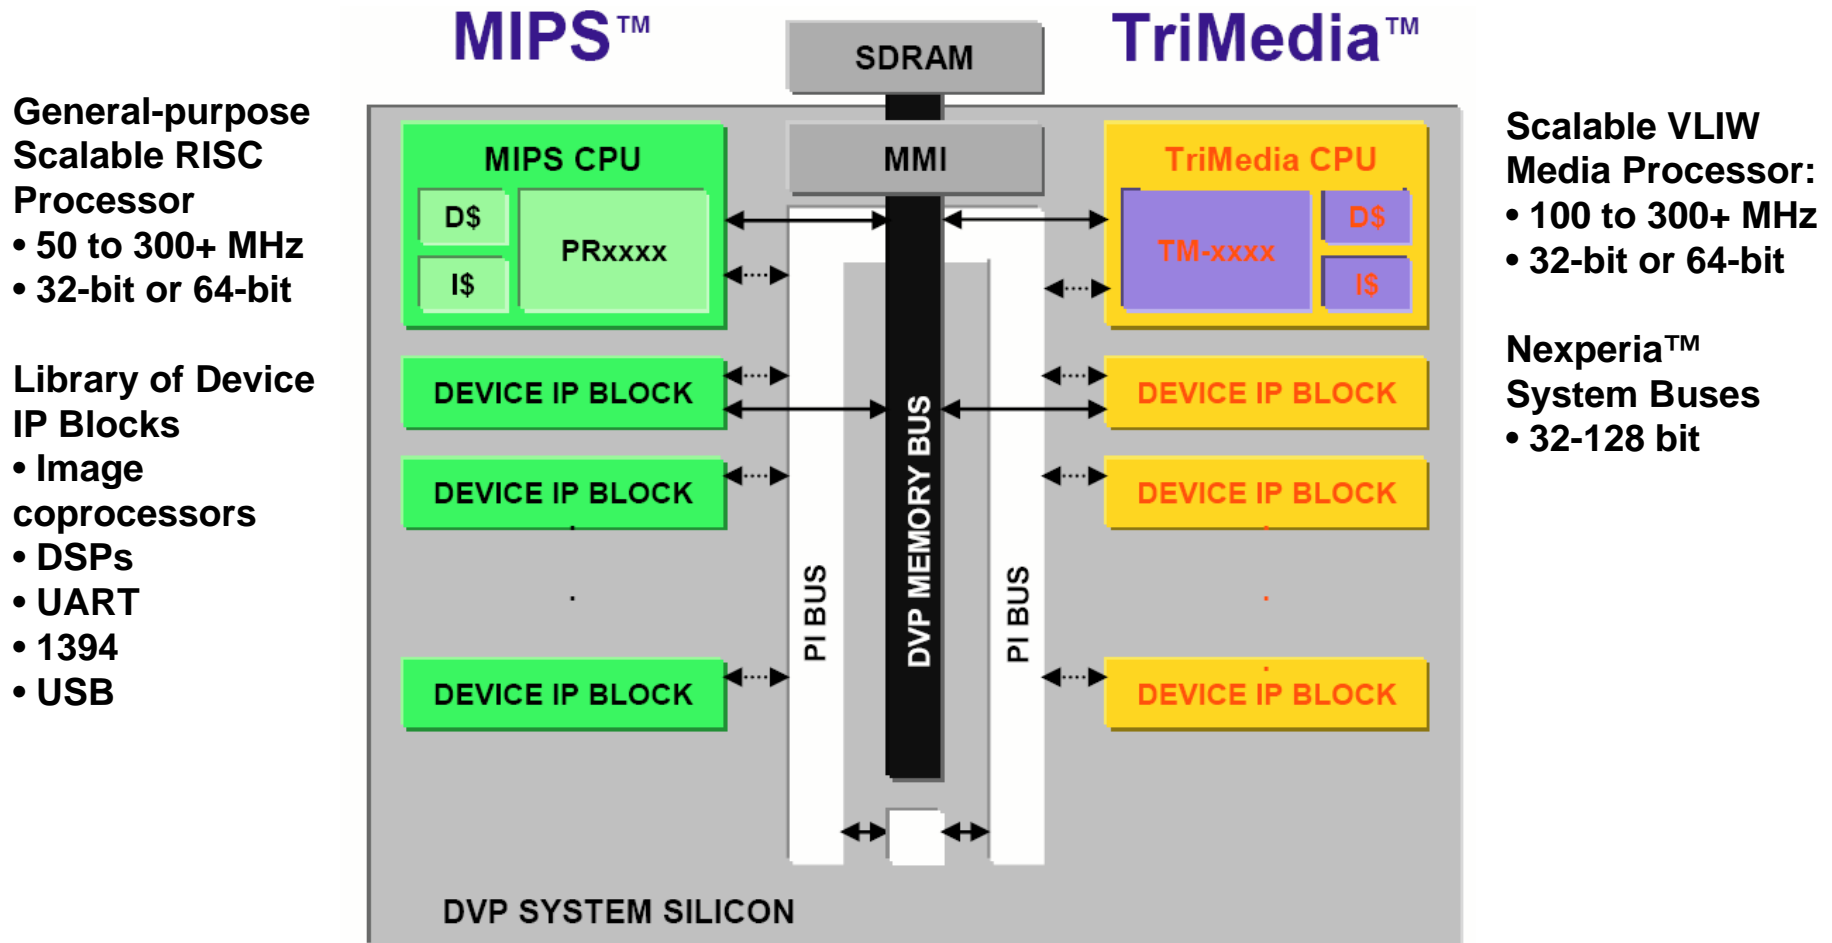 MIPS™
TriMedia™
SDRAM
General-purpose
Scalable RISC
Processor
• 50 to 300+ MHz
• 32-bit or 64-bit
Library of Device
IP Blocks
• Image
coprocessors
• DSPs
• UART
• 1394
• USB
MIPS CPU
D$
I$
PRxxxx
DEVICE IP BLOCK
DEVICE IP BLOCK
DEVICE IP BLOCK
MMI
PI BUS
DVP MEMORY BUS
PI BUS
TriMedia CPU
TM-xxxx
D$
I$
DEVICE IP BLOCK
DEVICE IP BLOCK
DEVICE IP BLOCK
DVP SYSTEM SILICON
Scalable VLIW
Media Processor:
• 100 to 300+ MHz
• 32-bit or 64-bit
Nexperia™
System Buses
• 32-128 bit